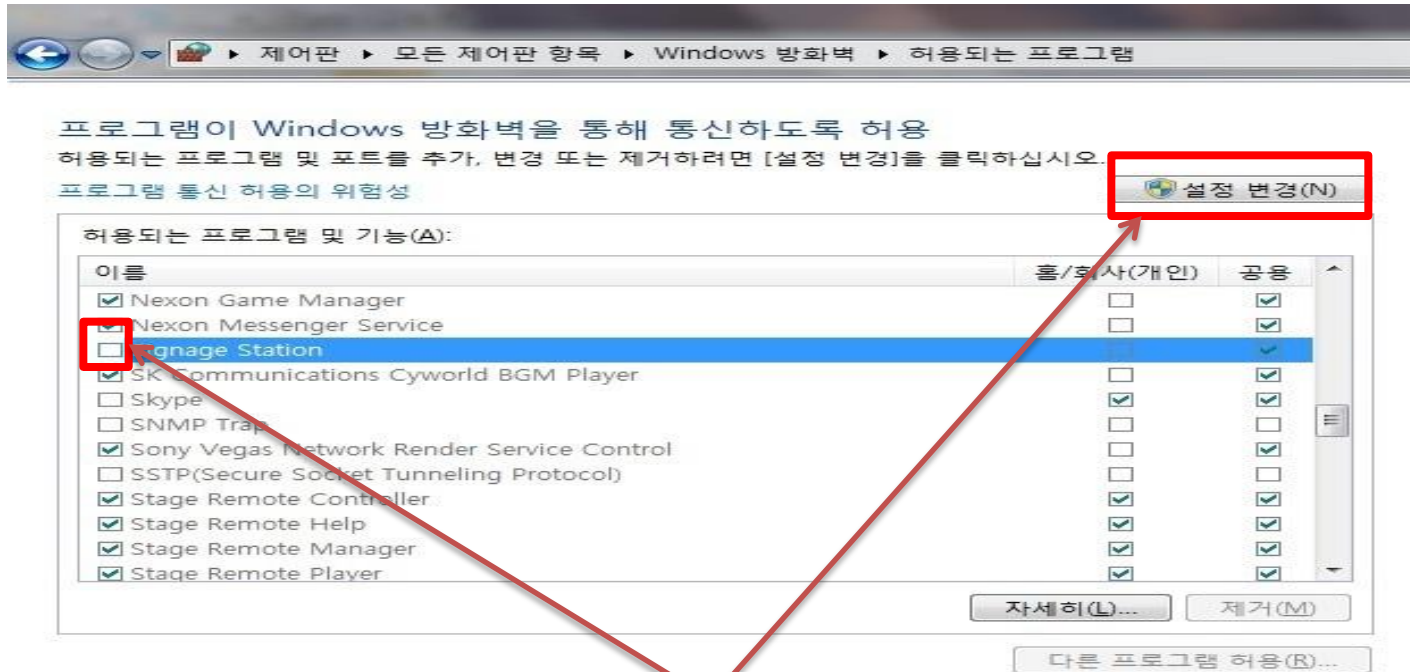 제어판 ▶ 모든 제어판 항목 ▶ Windows 방화벽 ▶ 허용되는 프로그램
프로그램이 Windows 방화벽을 통해 통신하도록 허용
허용되는 프로그램 및 포트를 추가, 변경 또는 제거하려면 [설정 변경]을 클릭하십시오.
프로그램 통신 허용의 위험성
설정 변경(N)
허용되는 프로그램 및 기능(A):
이름 홈/회사(개인) 공용
Nexon Game Manager
Nexon Messenger Service
Station
SK Communications Cyworld BGM Player
Skype
SNMP Trap
Sony Vegas Network Render Service Control
SSTP(Secure Socket Tunneling Protocol)
Stage Remote Controller
Stage Remote Help
Stage Remote Manager
Stage Remote Player
자세히(L)... 제거(M)
다른 프로그램 허용(R)...